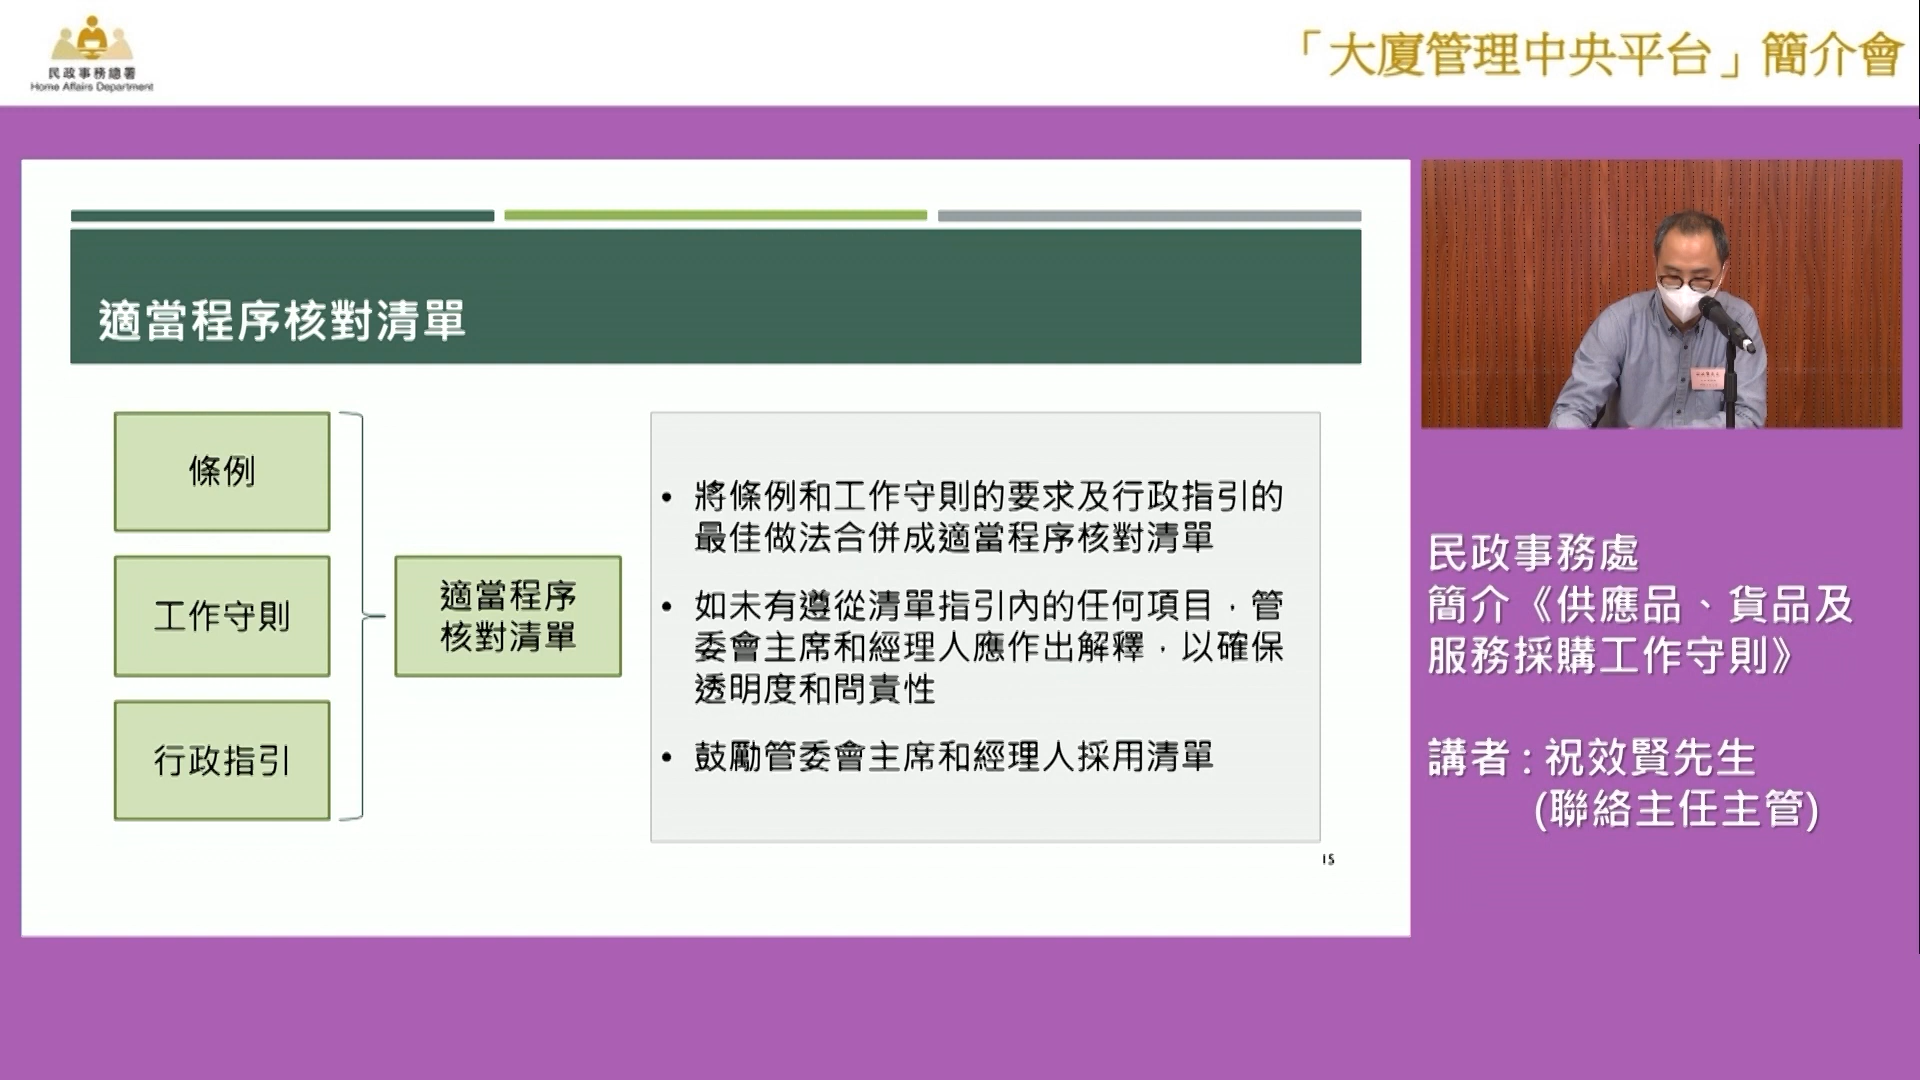 民政事務總署
Home Affairs Department
「大廈管理中央平台」簡介會
適當程序核對清單
條例
工作守則
行政指引
適當程序
核對清單
• 將條例和工作守則的要求及行政指引的
最佳做法合併成適當程序核對清單
• 如未有遵從清單指引內的任何項目，管
委會主席和經理人應作出解釋，以確保
透明度和問責性
• 鼓勵管委會主席和經理人採用清單
15
民政事務處
簡介《供應品、貨品及
服務採購工作守則》
講者 : 祝效賢先生
(聯絡主任主管)